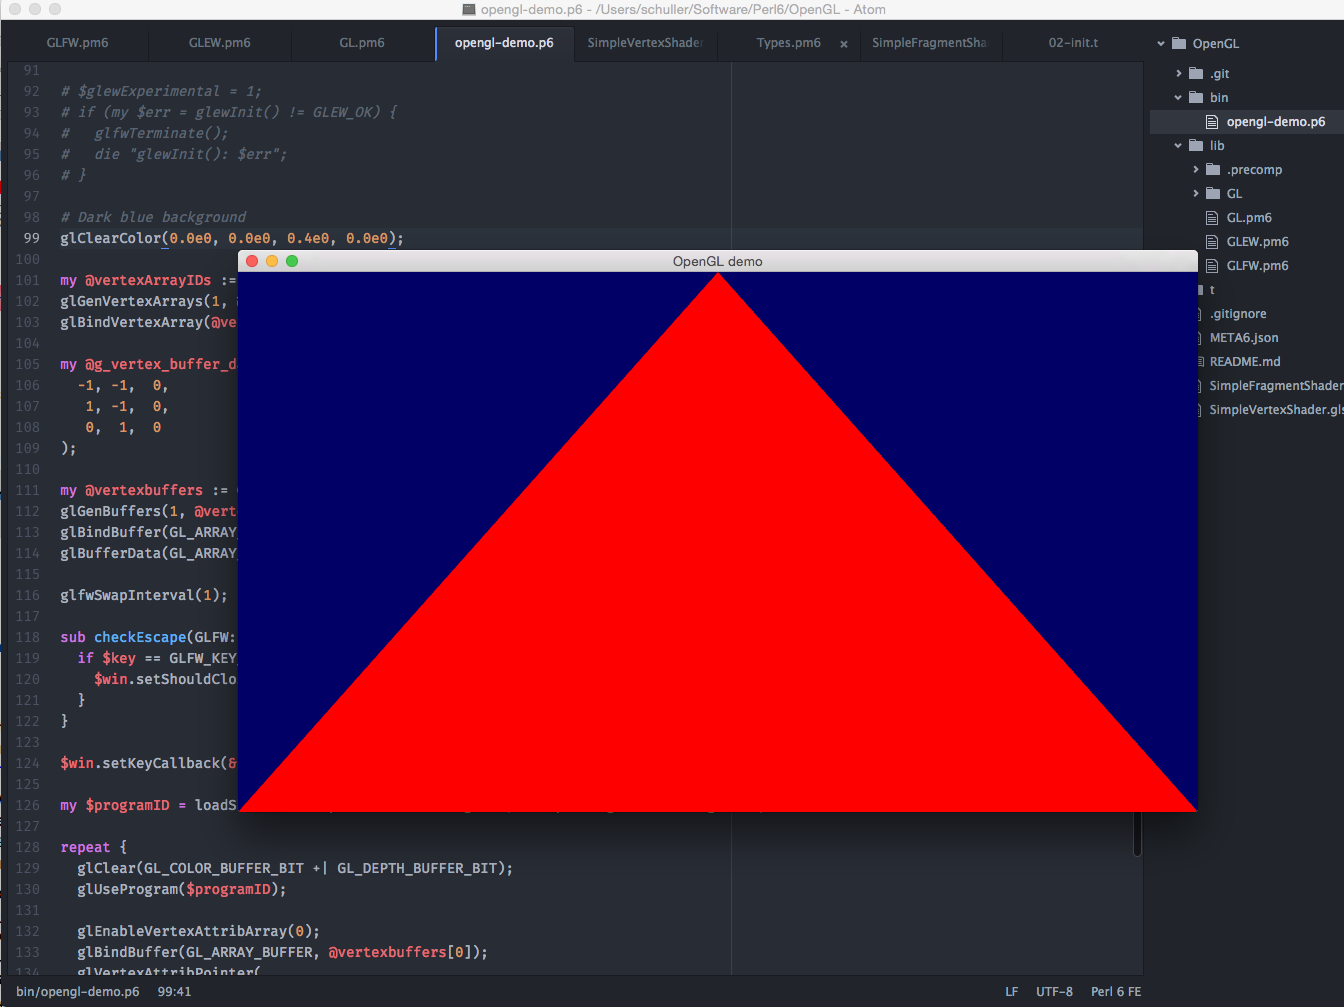 opengl-demo.p6 - /Users/schuller/Software/Perl6/OpenGL - Atom
GLFW.pm6
GLEW.pm6
GL.pm6
opengl-demo.p6
SimpleVertexShader
Types.pm6 ×
SimpleFragmentSha
02-init.t
91
92 # $glewExperimental = 1;
93 # if (my $err = glewInit() != GLEW_OK) {
94 #   glfwTerminate();
95 #   die "glewInit(): $err";
96 # }
97
98 # Dark blue background
99 glClearColor(0.0e0, 0.0e0, 0.4e0, 0.0e0);
100
101 my @vertexArrayIDs :=
102 glGenVertexArrays(1,
103 glBindVertexArray(@ve
104
105 my @g_vertex_buffer_d
106   -1, -1,  0,
107    1, -1,  0,
108    0,  1,  0
109 );
110
111 my @vertexbuffers :=
112 glGenBuffers(1, @vert
113 glBindBuffer(GL_ARRAY
114 glBufferData(GL_ARRAY
115
116 glfwSwapInterval(1);
117
118 sub checkEscape(GLFW:
119   if $key == GLFW_KEY
120     $win.setShouldClo
121   }
122 }
123
124 $win.setKeyCallback(&
125
126 my $programID = loadS
127
128 repeat {
129   glClear(GL_COLOR_BUFFER_BIT +| GL_DEPTH_BUFFER_BIT);
130   glUseProgram($programID);
131
132   glEnableVertexAttribArray(0);
133   glBindBuffer(GL_ARRAY_BUFFER, @vertexbuffers[0]);
134   glVertexAttribPointer(
OpenGL demo
OpenGL
.git
bin
opengl-demo.p6
lib
.precomp
GL
GL.pm6
GLEW.pm6
GLFW.pm6
t
.gitignore
META6.json
README.md
SimpleFragmentShader
SimpleVertexShader.gls
bin/opengl-demo.p6 99:41
LF UTF-8 Perl 6 FE